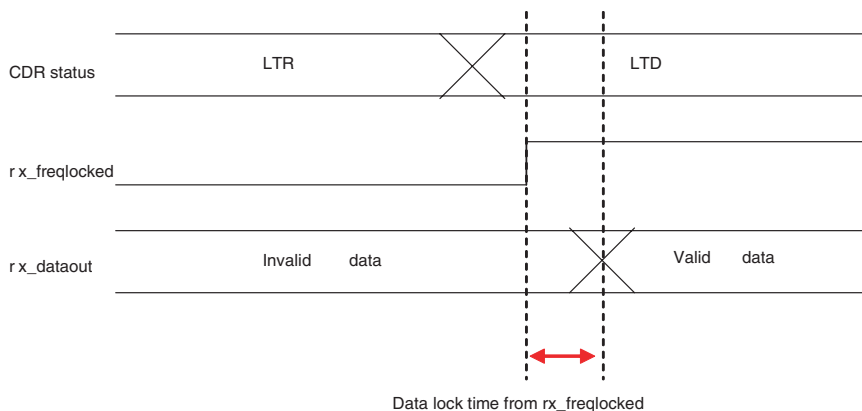 CDR status
LTR
LTD
r x_freqlocked
r x_dataout
Invalid data
Valid data
Data lock time from rx_freqlocked